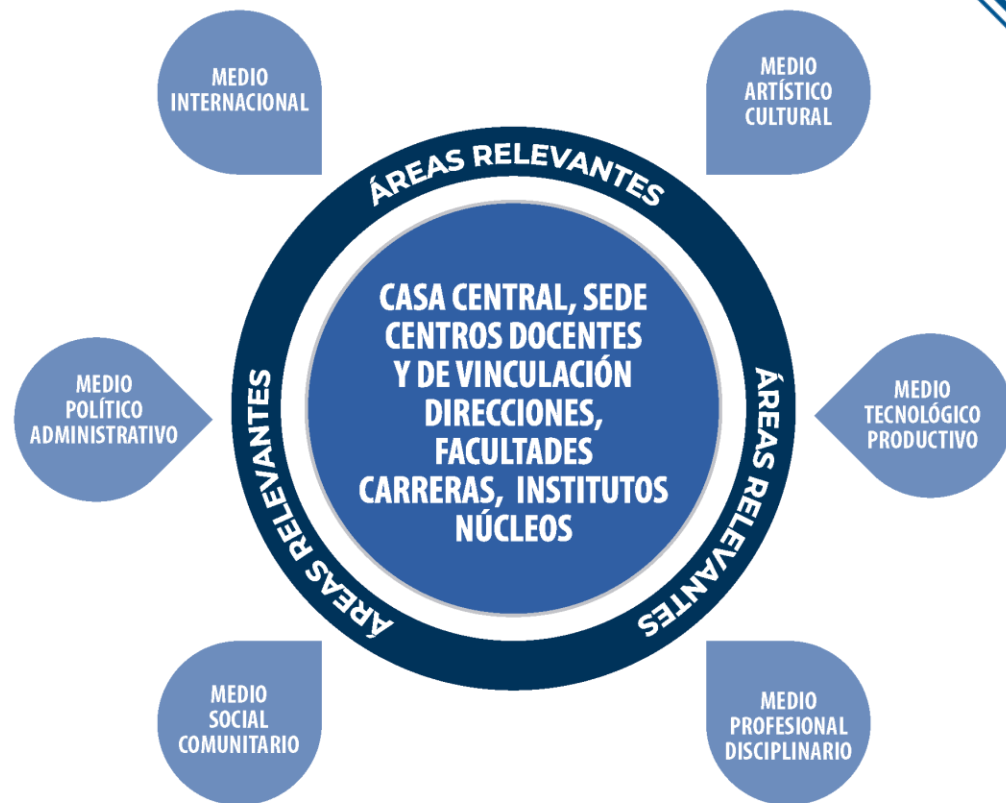 MEDIO
INTERNACIONAL
MEDIO
ARTÍSTICO
CULTURAL
ÁREAS RELEVANTES
CASA CENTRAL, SEDE
CENTROS DOCENTES
Y DE VINCULACIÓN
DIRECCIONES,
FACULTADES
CARRERAS, INSTITUTOS
NÚCLEOS
MEDIO
POLÍTICO
ADMINISTRATIVO
ÁREAS RELEVANTES
ÁREAS RELEVANTES
MEDIO
TECNOLÓGICO
PRODUCTIVO
MEDIO
SOCIAL
COMUNITARIO
MEDIO
PROFESIONAL
DISCIPLINARIO